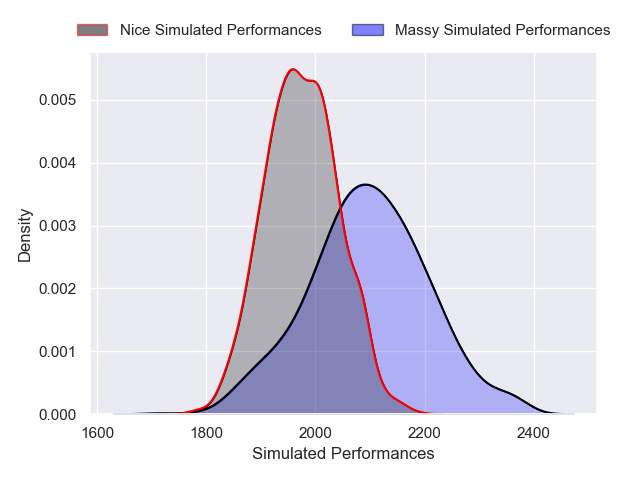 Nice Simulated Performances Massy Simulated Performances
0.005
0.004
0.003
0.002
0.001
0.000
Density
1600 1800 2000 2200 2400
Simulated Performances